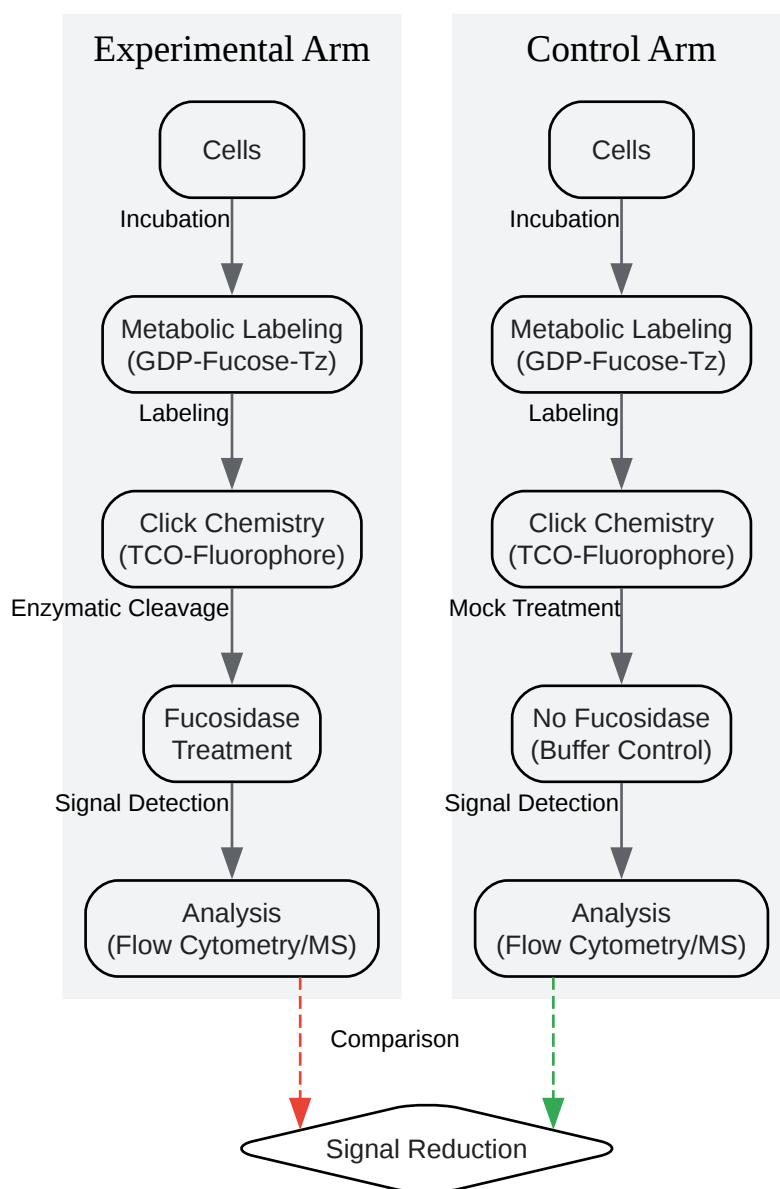 Experimental Arm
Cells
Incubation
Metabolic Labeling
(GDP-Fucose-Tz)
Labeling
Click Chemistry
(TCO-Fluorophore)
Enzymatic Cleavage
Fucosidase
Treatment
Signal Detection
Analysis
(Flow Cytometry/MS)
Control Arm
Cells
Incubation
Metabolic Labeling
(GDP-Fucose-Tz)
Labeling
Click Chemistry
(TCO-Fluorophore)
Mock Treatment
No Fucosidase
(Buffer Control)
Signal Detection
Analysis
(Flow Cytometry/MS)
Comparison
Signal Reduction